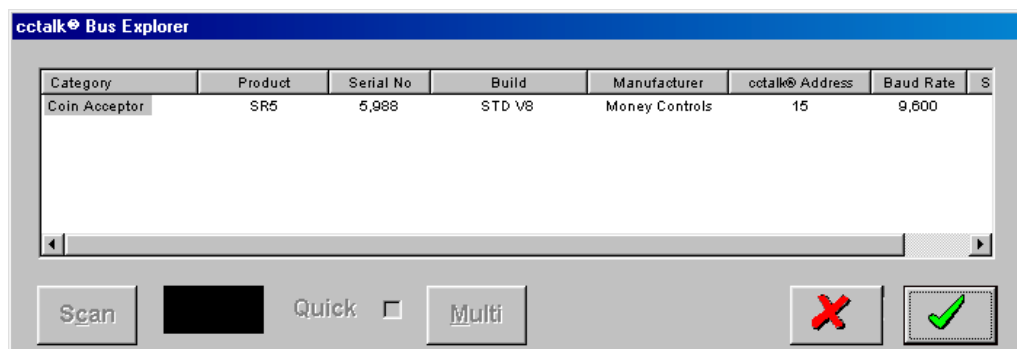 cctalk® Bus Explorer
Category Product Serial No Build Manufacturer cctalk® Address Baud Rate S
Coin Acceptor SR5 5,988 STD V8 Money Controls 15 9,600
Scan Quick Multi